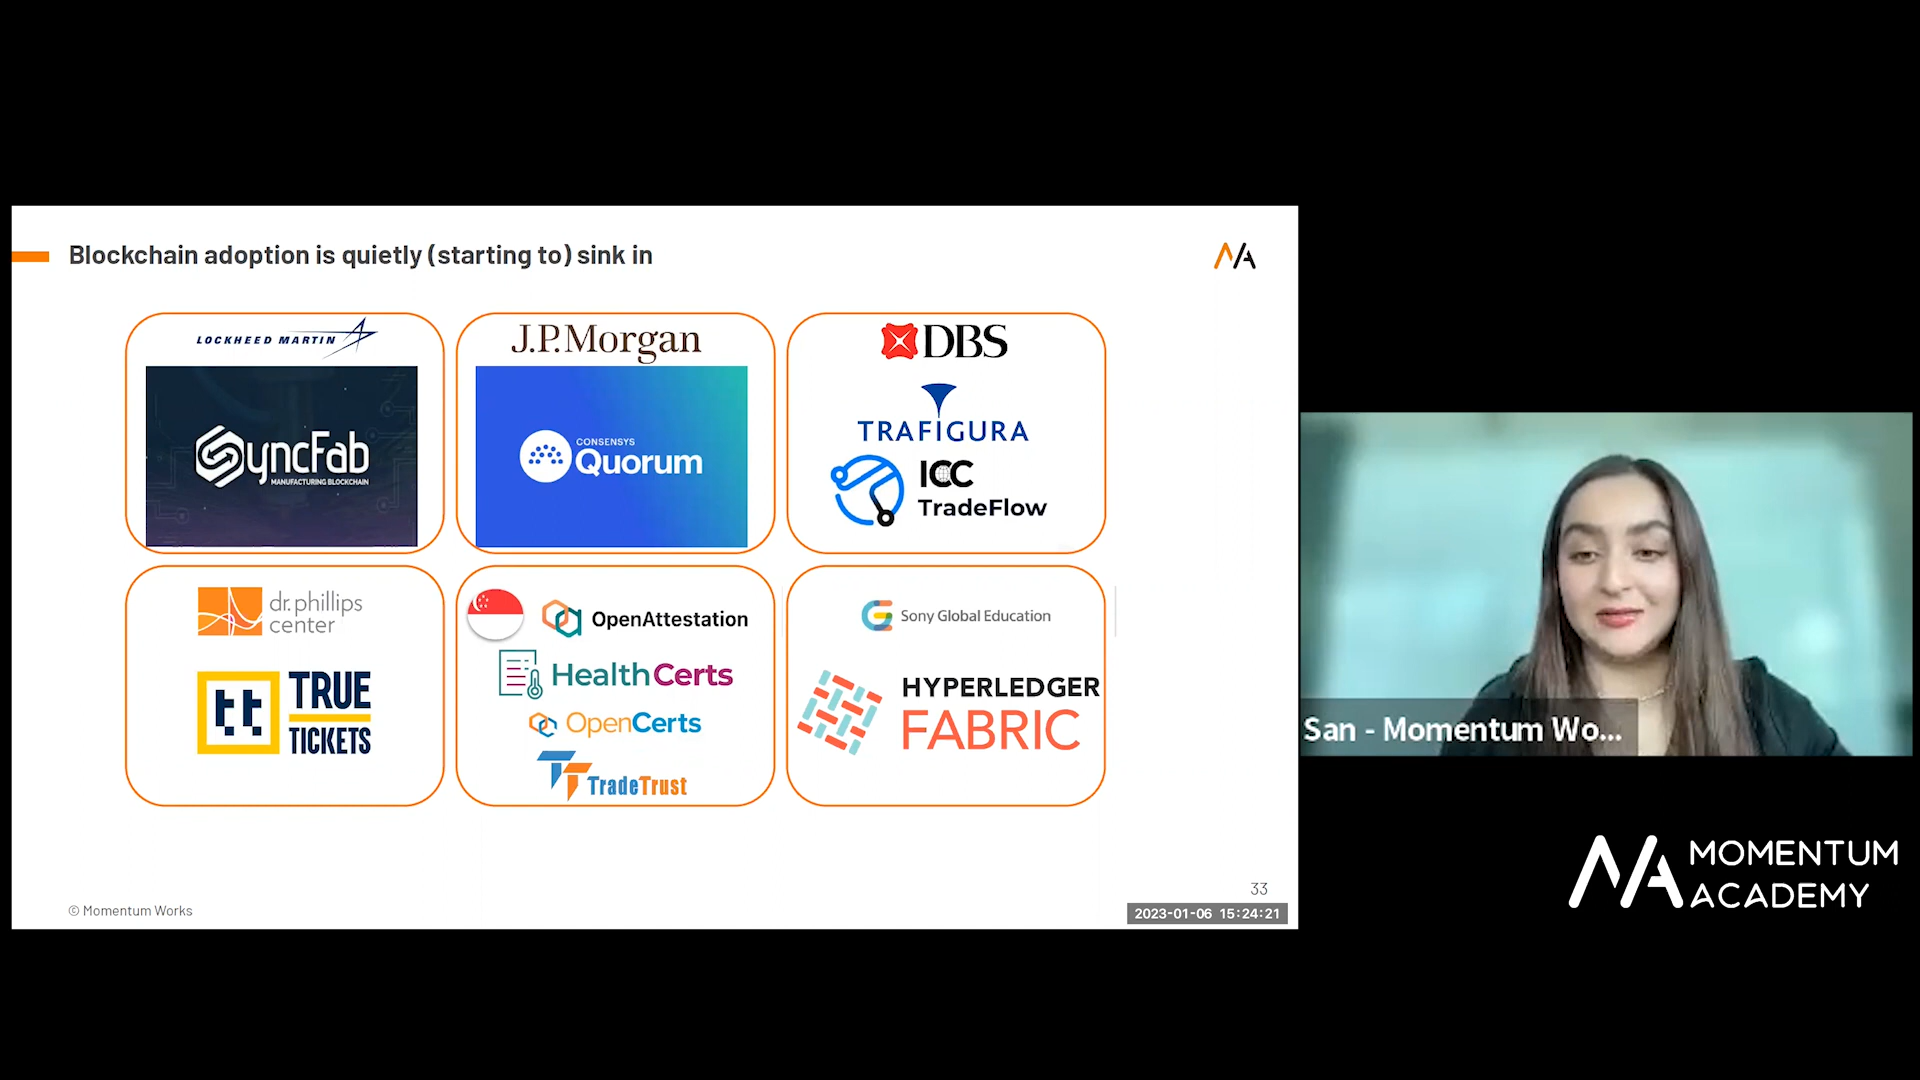 Blockchain adoption is quietly (starting to) sink in
LOCKHEED MARTIN
SyncFab
MANUFACTURING BLOCKCHAIN
J.P.Morgan
CONSENSYS
Quorum
DBS
TRAFIGURA
ICC
TradeFlow
dr. phillips
center
tt
TRUE
TICKETS
OpenAttestation
HealthCerts
OpenCerts
TradeTrust
Sony Global Education
HYPERLEDGER
FABRIC
33
© Momentum Works
2023-01-06 15:24:21
San - Momentum Wo...
MOMENTUM
ACADEMY